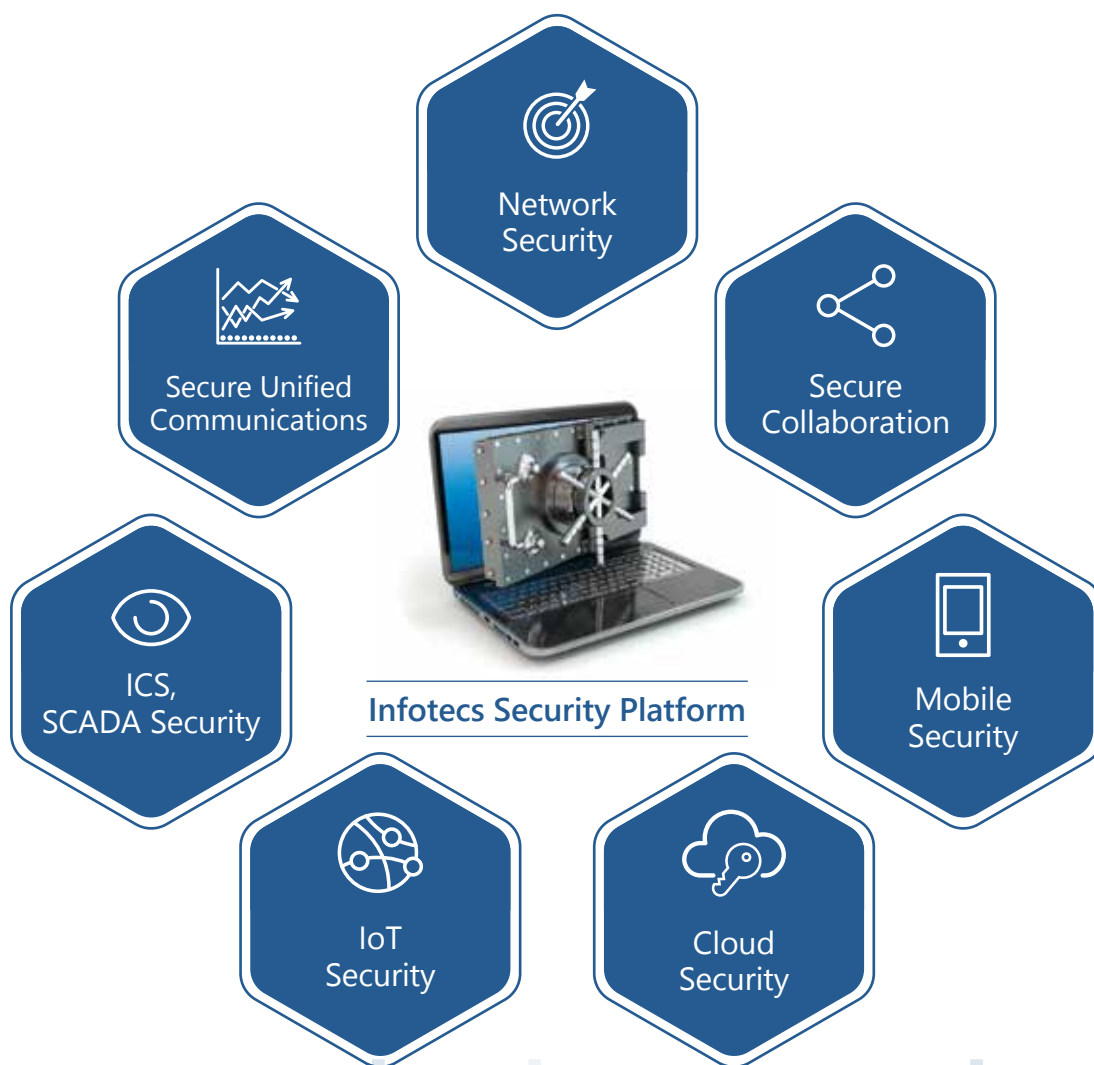 Network
Security
Secure Unified
Communications
Secure
Collaboration
ICS,
SCADA Security
Infotecs Security Platform
Mobile
Security
IoT
Security
Cloud
Security